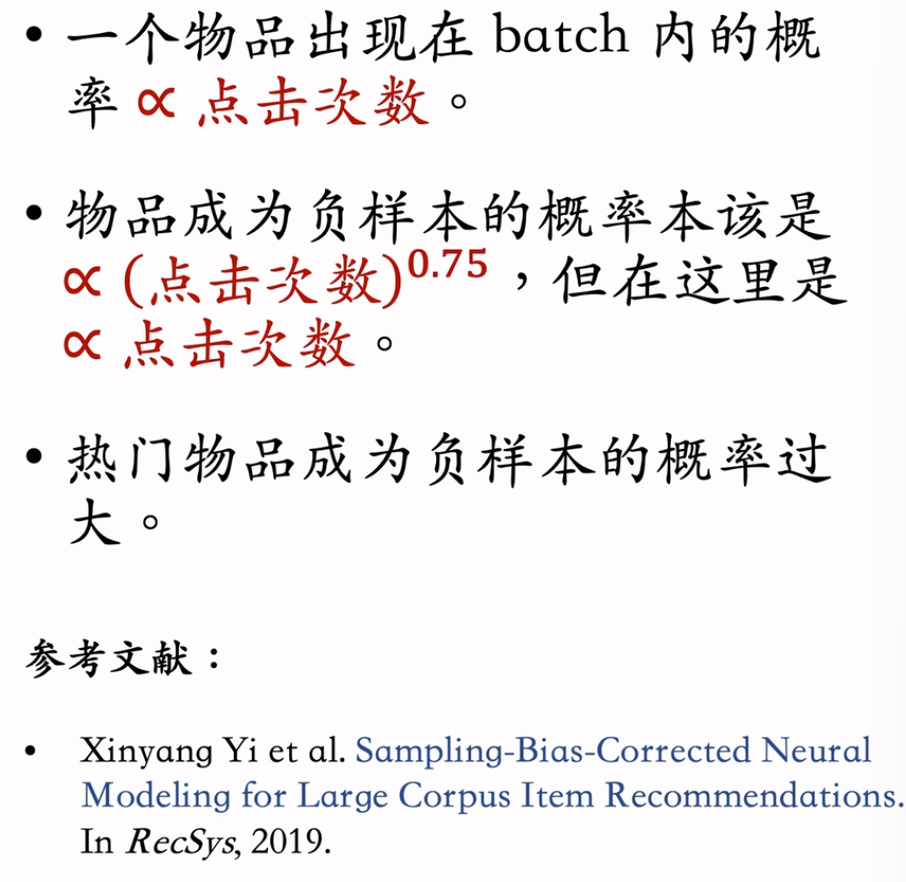 • 一个物品出现在 batch 内的概
率 ∝ 点击次数。
• 物品成为负样本的概率本该是
∝ (点击次数)^0.75，但在这里是
∝ 点击次数。
• 热门物品成为负样本的概率过
大。
参考文献：
• Xinyang Yi et al. Sampling-Bias-Corrected Neural
Modeling for Large Corpus Item Recommendations.
In RecSys, 2019.